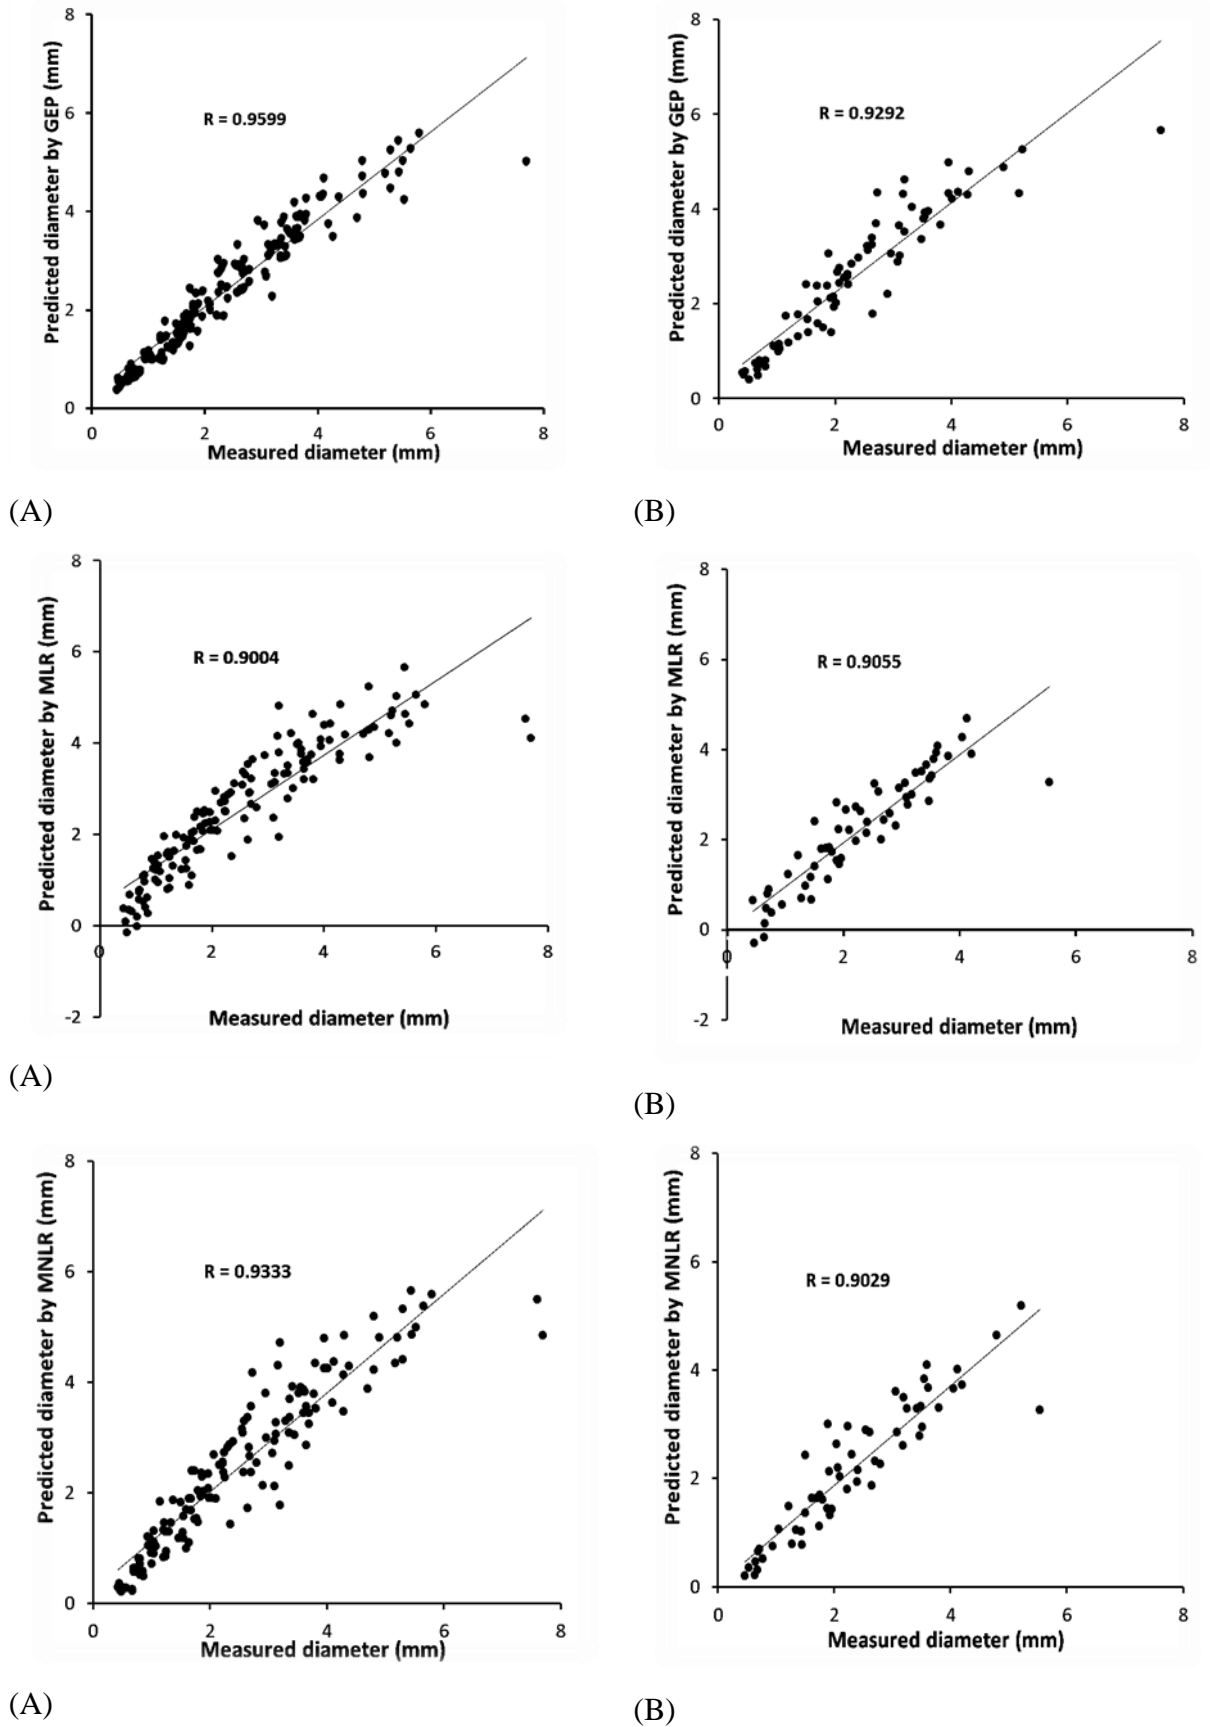 Predicted diameter by GEP (mm)
8
6
4
2
0
R = 0.9599
0 2 4 6 8
Measured diameter (mm)
(A)
Predicted diameter by GEP (mm)
8
6
4
2
0
R = 0.9292
0 2 4 6 8
Measured diameter (mm)
(B)
Predicted diameter by MLR (mm)
8
6
4
2
0
-2
R = 0.9004
0 2 4 6 8
Measured diameter (mm)
(A)
Predicted diameter by MLR (mm)
8
6
4
2
0
-2
R = 0.9055
0 2 4 6 8
Measured diameter (mm)
(B)
Predicted diameter by MNLR (mm)
8
6
4
2
0
R = 0.9333
0 2 4 6 8
Measured diameter (mm)
(A)
Predicted diameter by MNLR (mm)
8
6
4
2
0
R = 0.9029
0 2 4 6 8
Measured diameter (mm)
(B)